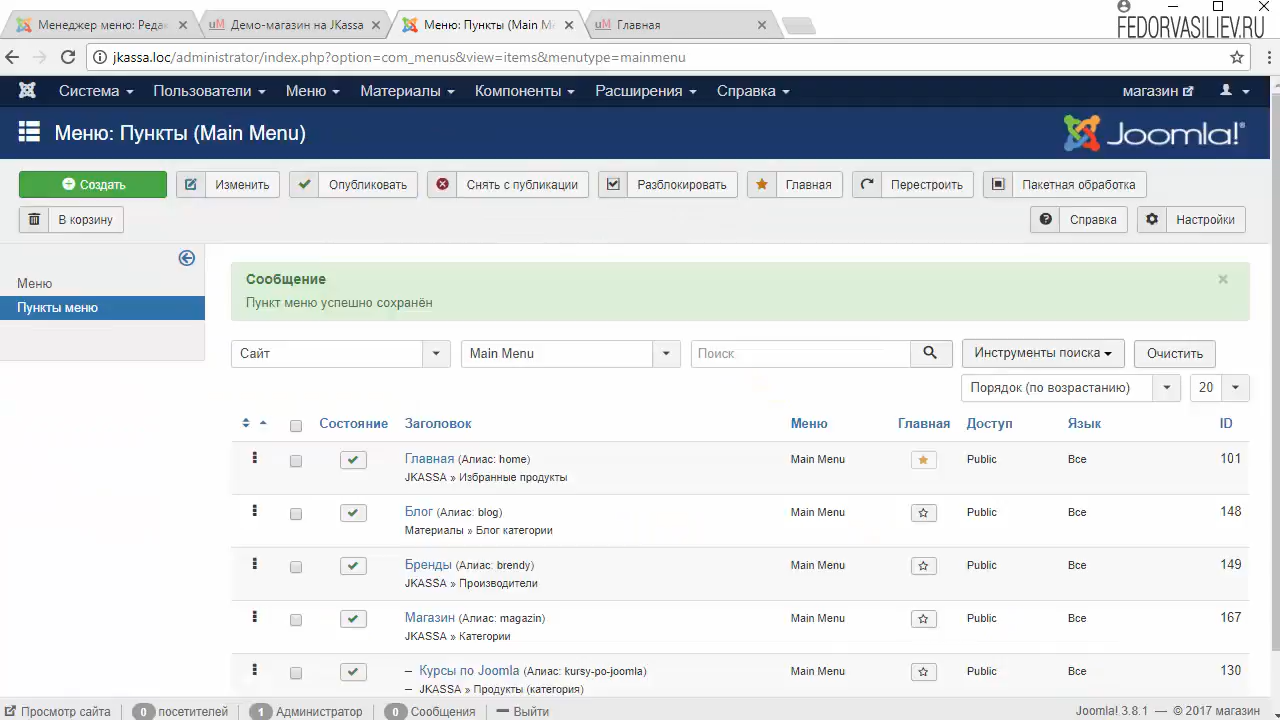 Менеджер меню: Редак
Демо-магазин на JKassa
Меню: Пункты (Main Me
Главная
FEDORVASILIEV.RU
jkassa.loc/administrator/index.php?option=com_menus&view=items&menutype=mainmenu
Система Пользователи Меню Материалы Компоненты Расширения Справка магазин
Меню: Пункты (Main Menu)
Joomla!
Создать Изменить Опубликовать Снять с публикации Разблокировать Главная Перестроить Пакетная обработка
В корзину Справка Настройки
Меню
Пункты меню
Сообщение
Пункт меню успешно сохранён
Сайт Main Menu Поиск Инструменты поиска Очистить
Порядок (по возрастанию) 20
Состояние Заголовок Меню Главная Доступ Язык ID
Главная (Алиас: home) Main Menu Public Все 101
JKASSA » Избранные продукты
Блог (Алиас: blog) Main Menu Public Все 148
Материалы » Блог категории
Бренды (Алиас: brendy) Main Menu Public Все 149
JKASSA » Производители
Магазин (Алиас: magazin) Main Menu Public Все 167
JKASSA » Категории
– Курсы по Joomla (Алиас: kursy-po-joomla) Main Menu Public Все 130
– JKASSA » Продукты (категория)
Просмотр сайта 0 посетителей 1 Администратор 0 Сообщения Выйти Joomla! 3.8.1 — © 2017 магазин